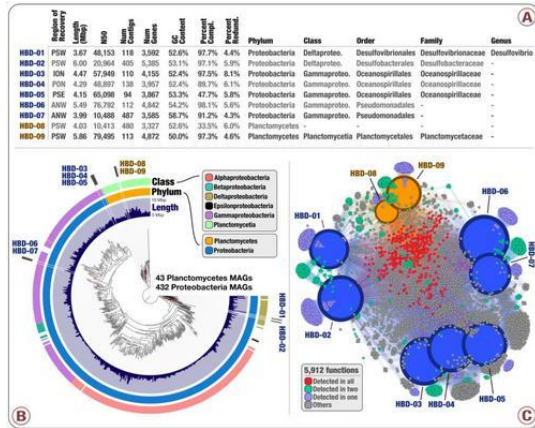 A
Region of Recovery Length (Mbp) N50 Num Contigs Num Genes GC Content Percent Compl. Percent Redund. Phylum Class Order Family Genus
HBD-01 PSW 3.67 48,153 118 3,592 52.6% 97.7% 4.4% Proteobacteria Deltaproteo. Desulfovibrionales Desulfovibrionaceae Desulfovibrio
HBD-02 PSW 6.00 20,964 405 5,385 53.1% 97.1% 5.9% Proteobacteria Deltaproteo. Desulfobacterales Desulfobacteraceae -
HBD-03 ION 4.47 57,949 110 4,155 52.4% 97.5% 8.1% Proteobacteria Gammaproteo. Oceanospirillales Oceanospirillaceae -
HBD-04 PON 4.29 48,897 138 3,957 52.4% 89.7% 6.1% Proteobacteria Gammaproteo. Oceanospirillales Oceanospirillaceae -
HBD-05 PSE 4.15 65,098 94 3,867 53.3% 47.7% 5.8% Proteobacteria Gammaproteo. Oceanospirillales Oceanospirillaceae -
HBD-06 ANW 5.49 76,792 112 4,842 54.2% 98.1% 5.6% Proteobacteria Gammaproteo. Pseudomonadales - -
HBD-07 ANW 3.99 10,488 487 3,585 58.7% 91.2% 4.3% Proteobacteria Gammaproteo. Pseudomonadales - -
HBD-08 PSW 4.03 10,413 480 3,327 52.6% 33.5% 6.0% Planctomycetes - - - -
HBD-09 PSW 5.86 79,495 113 4,872 50.0% 97.3% 4.6% Planctomycetes Planctomycetia Planctomycetales Planctomycetaceae -
HBD-03
HBD-04
HBD-05
HBD-08
HBD-09
Class
Phylum
Length
Alphaproteobacteria
Betaproteobacteria
Deltaproteobacteria
Epsilonproteobacteria
Gammaproteobacteria
Planctomycetia
Planctomycetes
Proteobacteria
HBD-06
HBD-07
43 Planctomycetes MAGs
432 Proteobacteria MAGs
HBD-01
HBD-02
B
HBD-08
HBD-09
HBD-01
HBD-06
HBD-07
HBD-02
5,912 functions
Detected in all
Detected in two
Detected in one
Others
HBD-03
HBD-04
HBD-05
C